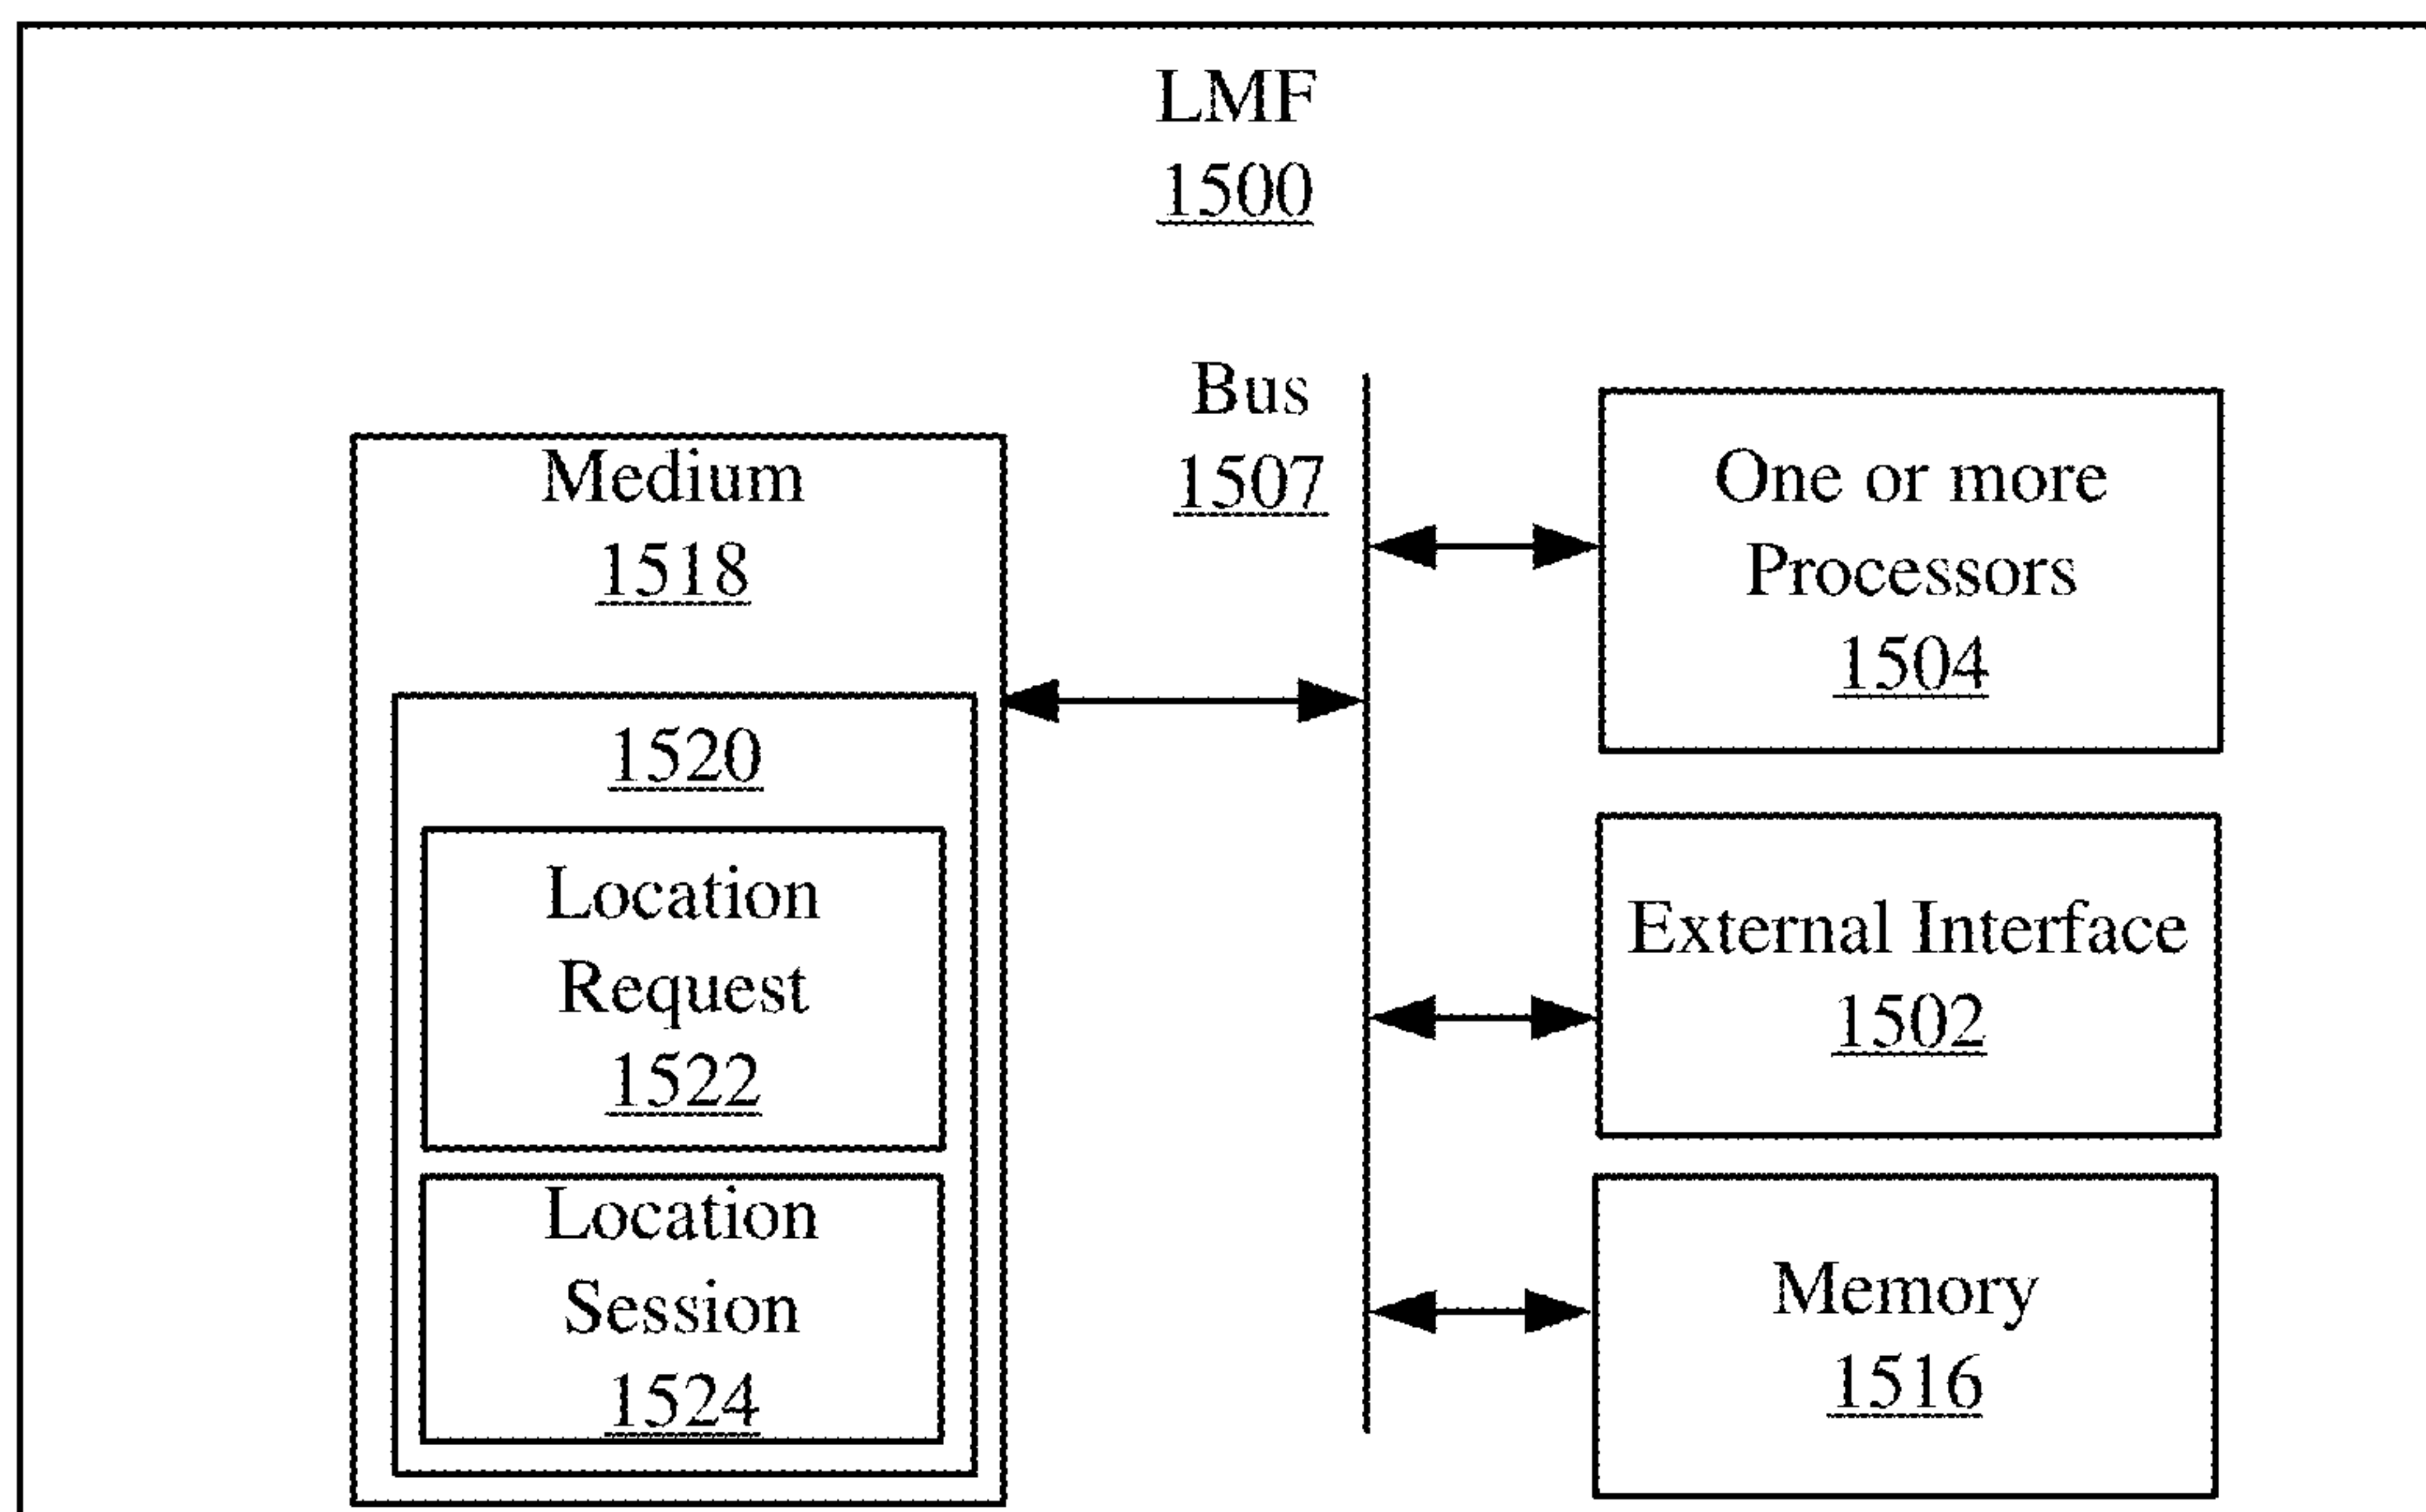 LMF
1500
Medium
1518
1520
Location
Request
1522
Location
Session
1524
Bus
1507
One or more
Processors
1504
External Interface
1502
Memory
1516